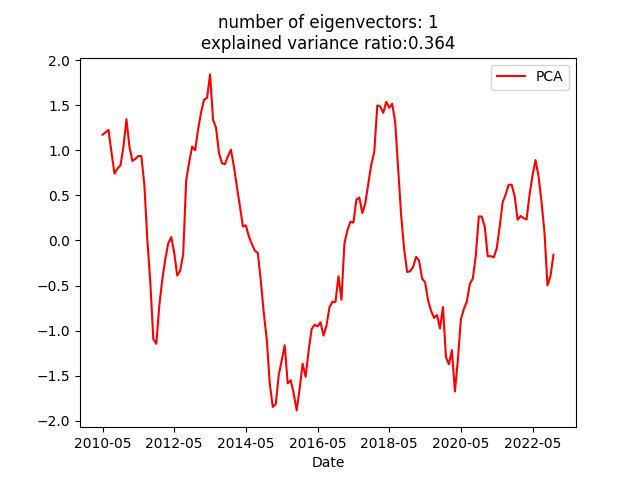 number of eigenvectors: 1
explained variance ratio:0.364
PCA
2.0
1.5
1.0
0.5
0.0
−0.5
−1.0
−1.5
−2.0
2010-05 2012-05 2014-05 2016-05 2018-05 2020-05 2022-05
Date